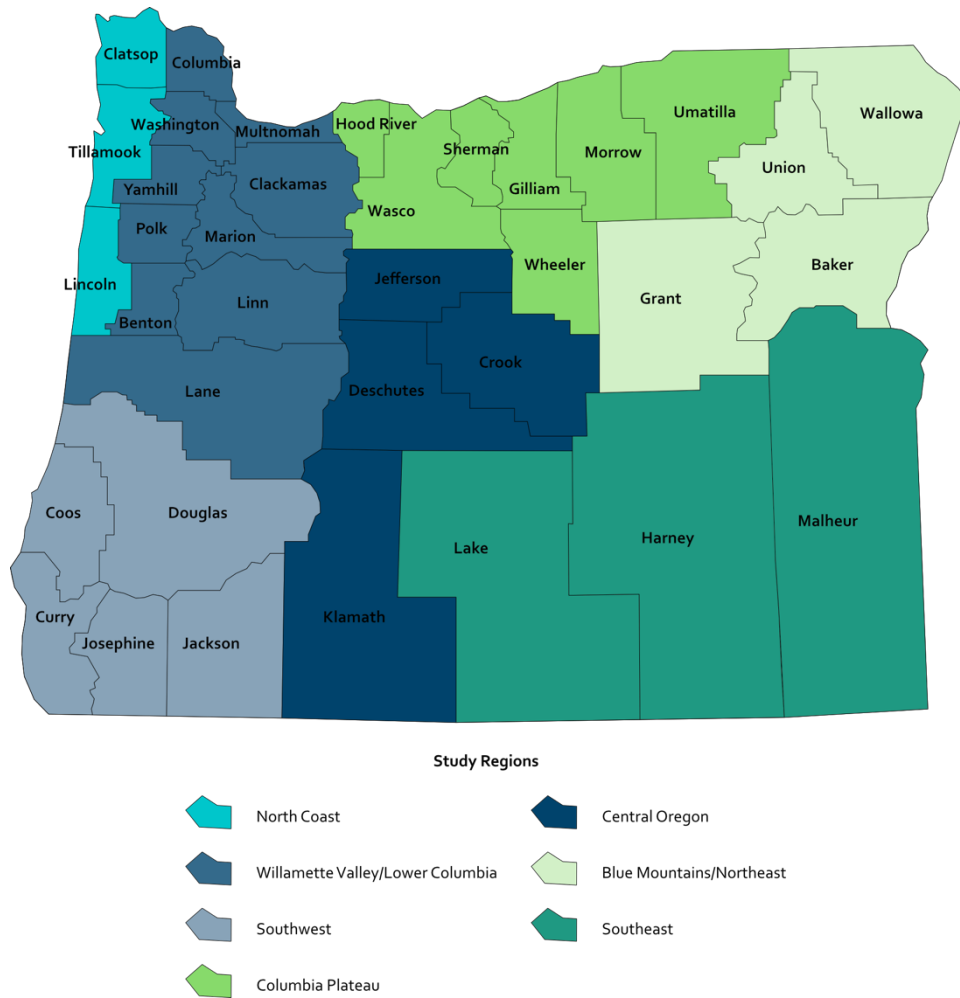 Clatsop
Columbia
Washington
Multnomah
Tillamook
Yamhill
Clackamas
Polk
Marion
Lincoln
Benton
Linn
Lane
Hood River
Sherman
Gilliam
Morrow
Umatilla
Wasco
Wheeler
Union
Wallowa
Baker
Grant
Jefferson
Crook
Deschutes
Coos
Douglas
Curry
Josephine
Jackson
Klamath
Lake
Harney
Malheur
Study Regions
North Coast
Willamette Valley/Lower Columbia
Southwest
Columbia Plateau
Central Oregon
Blue Mountains/Northeast
Southeast